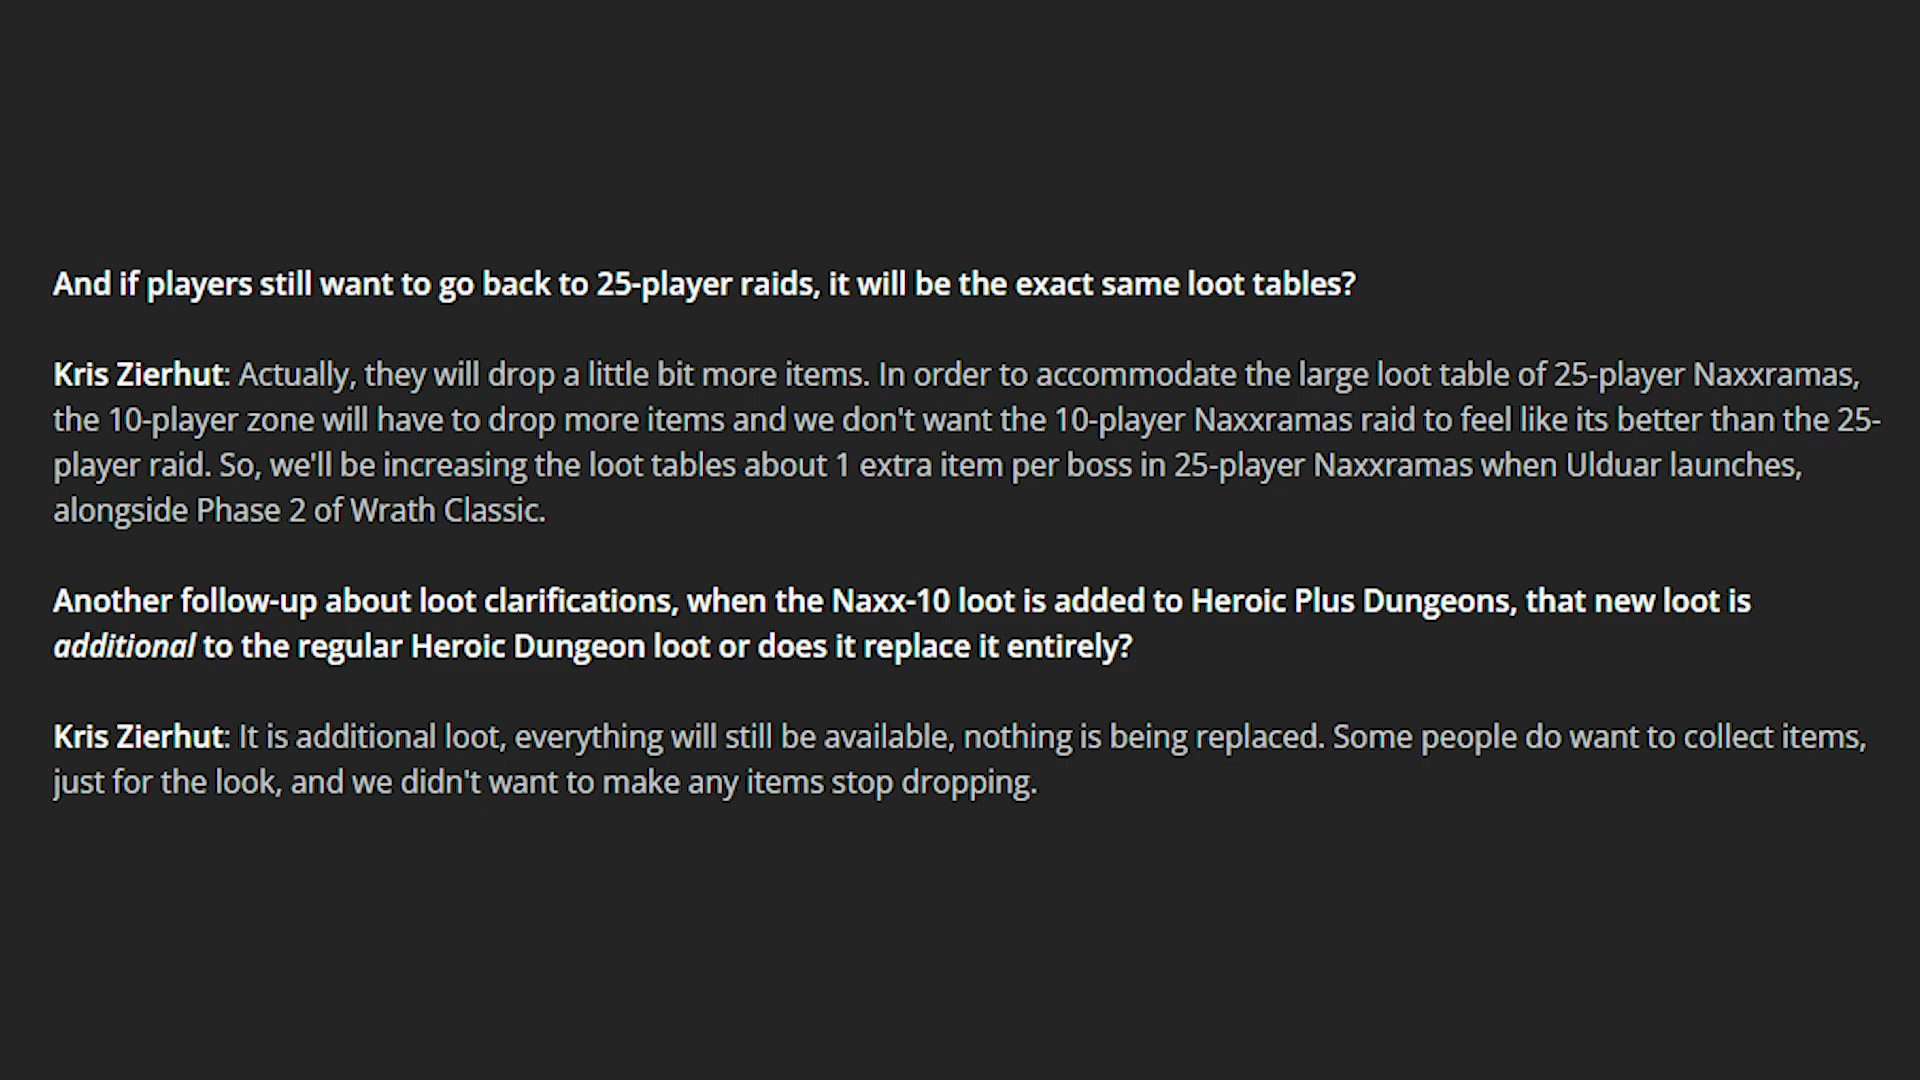 And if players still want to go back to 25-player raids, it will be the exact same loot tables?
Kris Zierhut: Actually, they will drop a little bit more items. In order to accommodate the large loot table of 25-player Naxxramas,
the 10-player zone will have to drop more items and we don't want the 10-player Naxxramas raid to feel like its better than the 25-
player raid. So, we'll be increasing the loot tables about 1 extra item per boss in 25-player Naxxramas when Ulduar launches,
alongside Phase 2 of Wrath Classic.
Another follow-up about loot clarifications, when the Naxx-10 loot is added to Heroic Plus Dungeons, that new loot is
additional to the regular Heroic Dungeon loot or does it replace it entirely?
Kris Zierhut: It is additional loot, everything will still be available, nothing is being replaced. Some people do want to collect items,
just for the look, and we didn't want to make any items stop dropping.